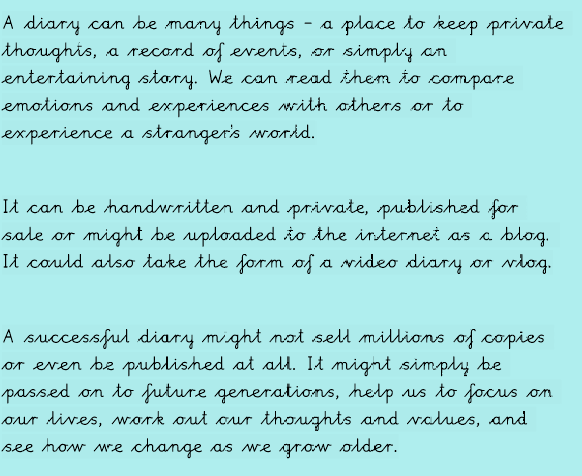 A diary can be many things - a place to keep private
thoughts, a record of events, or simply an
entertaining story. We can read them to compare
emotions and experiences with others or to
experience a stranger's world.
It can be handwritten and private, published for
sale or might be uploaded to the internet as a blog.
It could also take the form of a video diary or vlog.
A successful diary might not sell millions of copies
or even be published at all. It might simply be
passed on to future generations, help us to focus on
our lives, work out our thoughts and values, and
see how we change as we grow older.